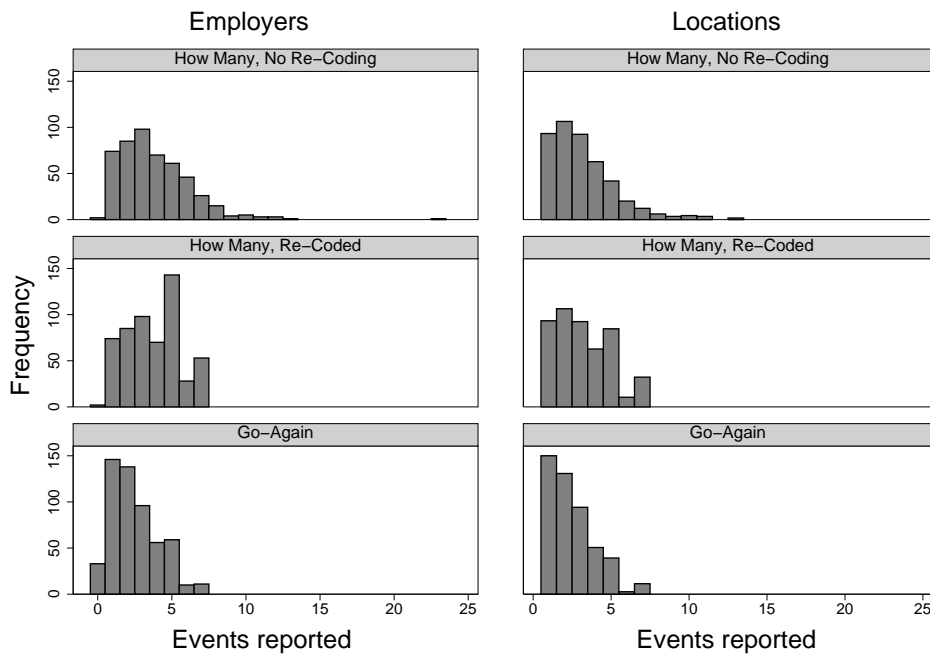 Employers
How Many, No Re−Coding
0 50 100 150
How Many, Re−Coded
0 50 100 150
Go−Again
0 50 100 150
0 5 10 15 20 25
Events reported
Frequency
Locations
How Many, No Re−Coding
How Many, Re−Coded
Go−Again
0 5 10 15 20 25
Events reported